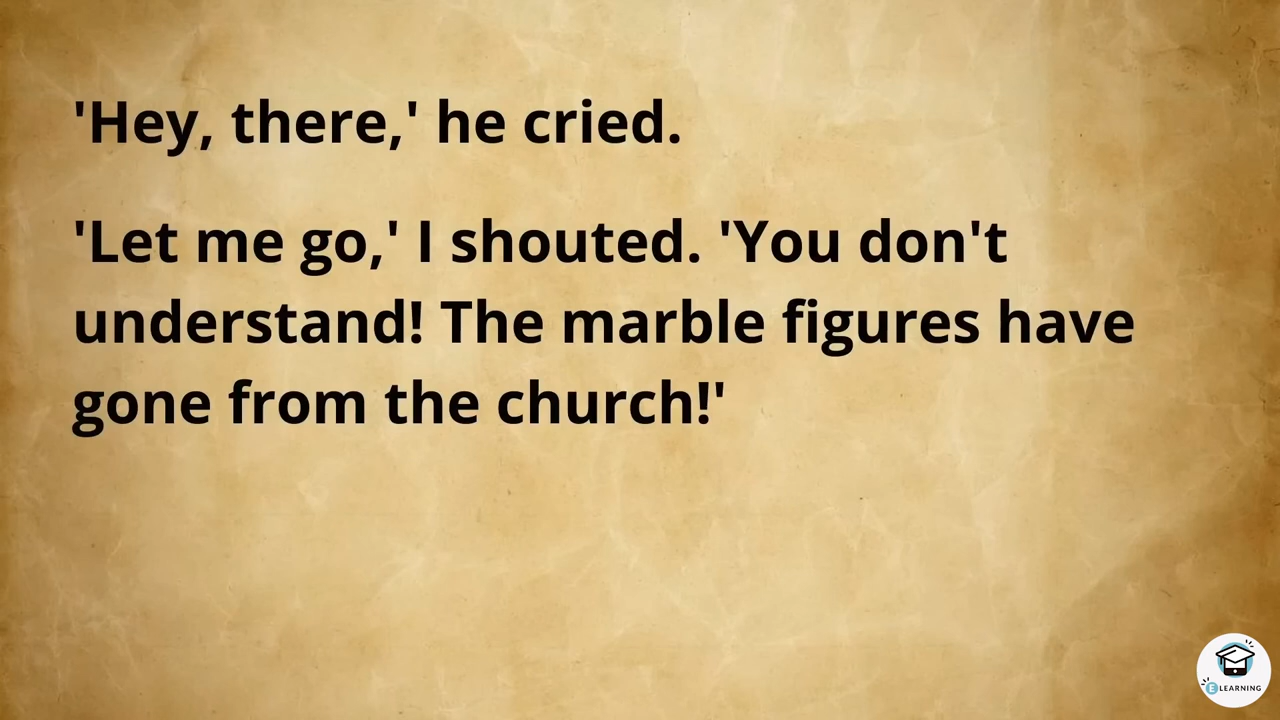 'Hey, there,' he cried.
'Let me go,' I shouted. 'You don't
understand! The marble figures have
gone from the church!'
E LEARNING